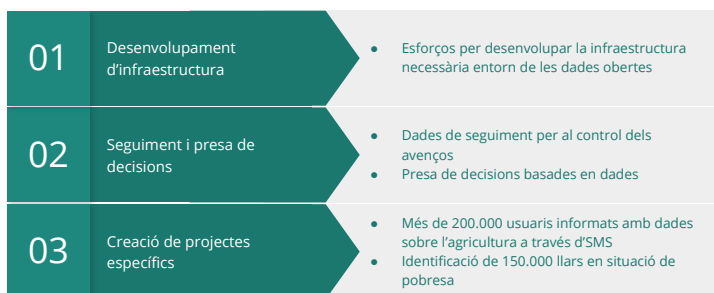 01
Desenvolupament
d'infraestructura
● Esforços per desenvolupar la infraestructura
necessària entorn de les dades obertes
02
Seguiment i presa de
decisions
● Dades de seguiment per al control dels
avenços
● Presa de decisions basades en dades
03
Creació de projectes
específics
● Més de 200.000 usuaris informats amb dades
sobre l'agricultura a través d'SMS
● Identificació de 150.000 llars en situació de
pobresa